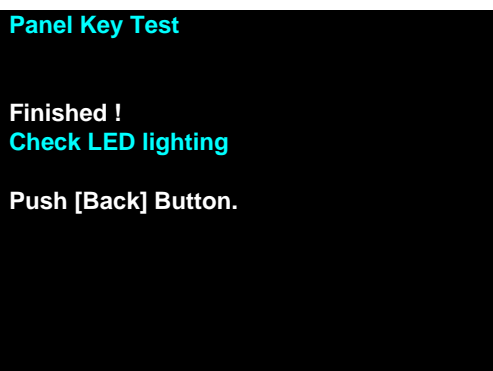 Panel Key Test
Finished !
Check LED lighting
Push [Back] Button.